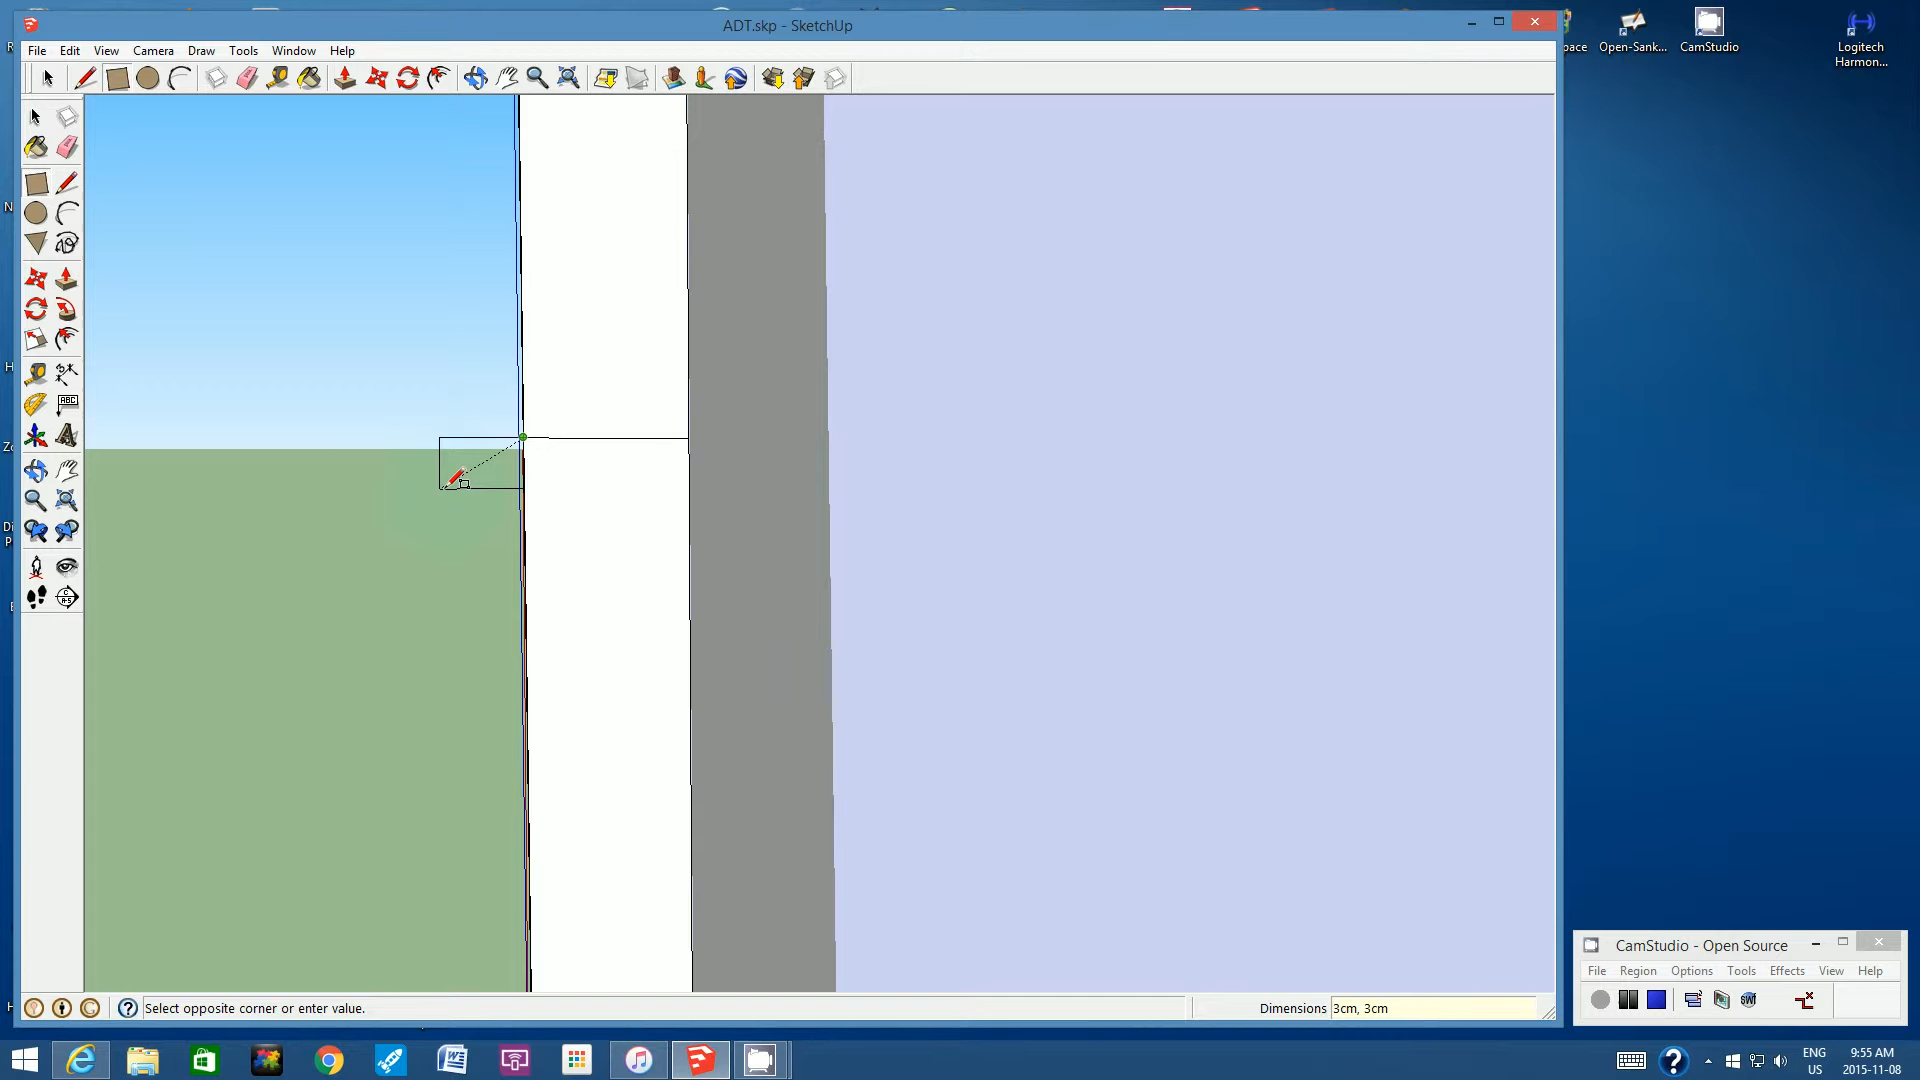 ADT.skp - SketchUp
File Edit View Camera Draw Tools Window Help
ABC
Select opposite corner or enter value.
Dimensions 3cm, 3cm
pace
Open-Sank...
CamStudio
Logitech
Harmon...
CamStudio - Open Source
File Region Options Tools Effects View Help
ENG
US
9:55 AM
2015-11-08